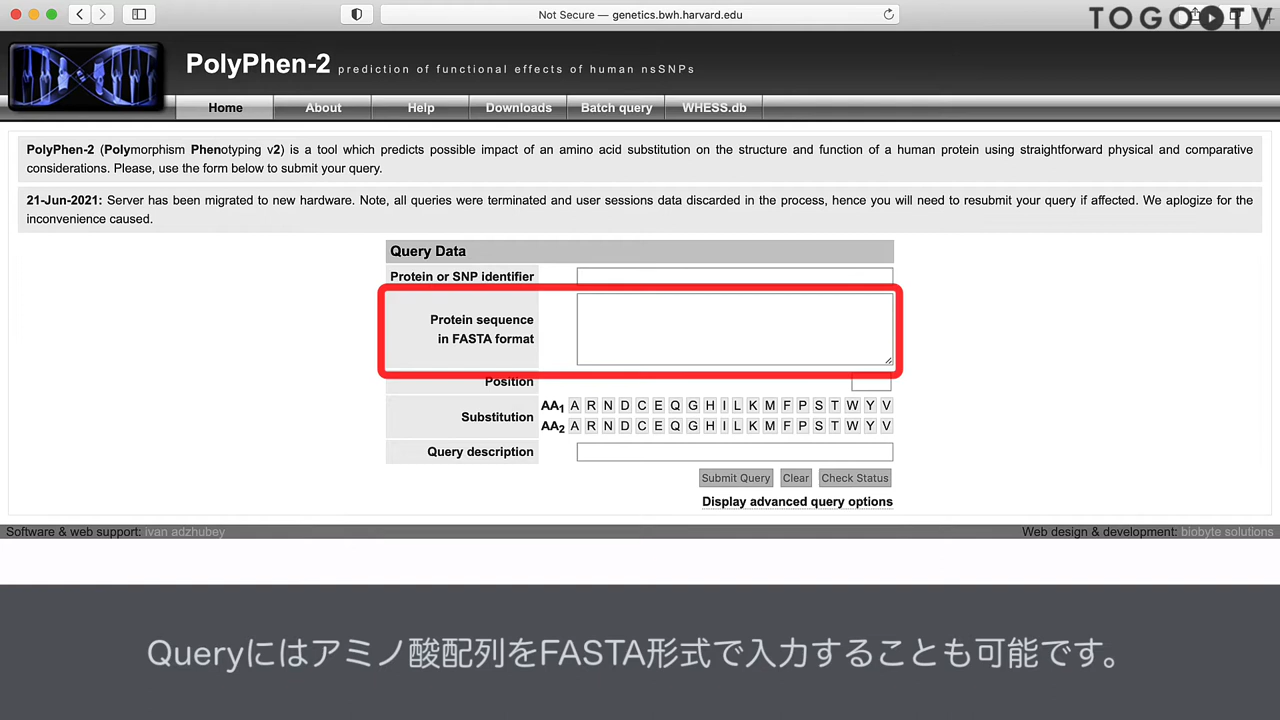 Not Secure — genetics.bwh.harvard.edu
TOGO TV
PolyPhen-2 prediction of functional effects of human nsSNPs
Home About Help Downloads Batch query WHESS.db
PolyPhen-2 (Polymorphism Phenotyping v2) is a tool which predicts possible impact of an amino acid substitution on the structure and function of a human protein using straightforward physical and comparative
considerations. Please, use the form below to submit your query.
21-Jun-2021: Server has been migrated to new hardware. Note, all queries were terminated and user sessions data discarded in the process, hence you will need to resubmit your query if affected. We aplogize for the
inconvenience caused.
Query Data
Protein or SNP identifier
Protein sequence
in FASTA format
Position
Substitution
AA1 A R N D C E Q G H I L K M F P S T W Y V
AA2 A R N D C E Q G H I L K M F P S T W Y V
Query description
Submit Query Clear Check Status
Display advanced query options
Software & web support: ivan adzhubey
Web design & development: biobyte solutions
Queryにはアミノ酸配列をFASTA形式で入力することも可能です。